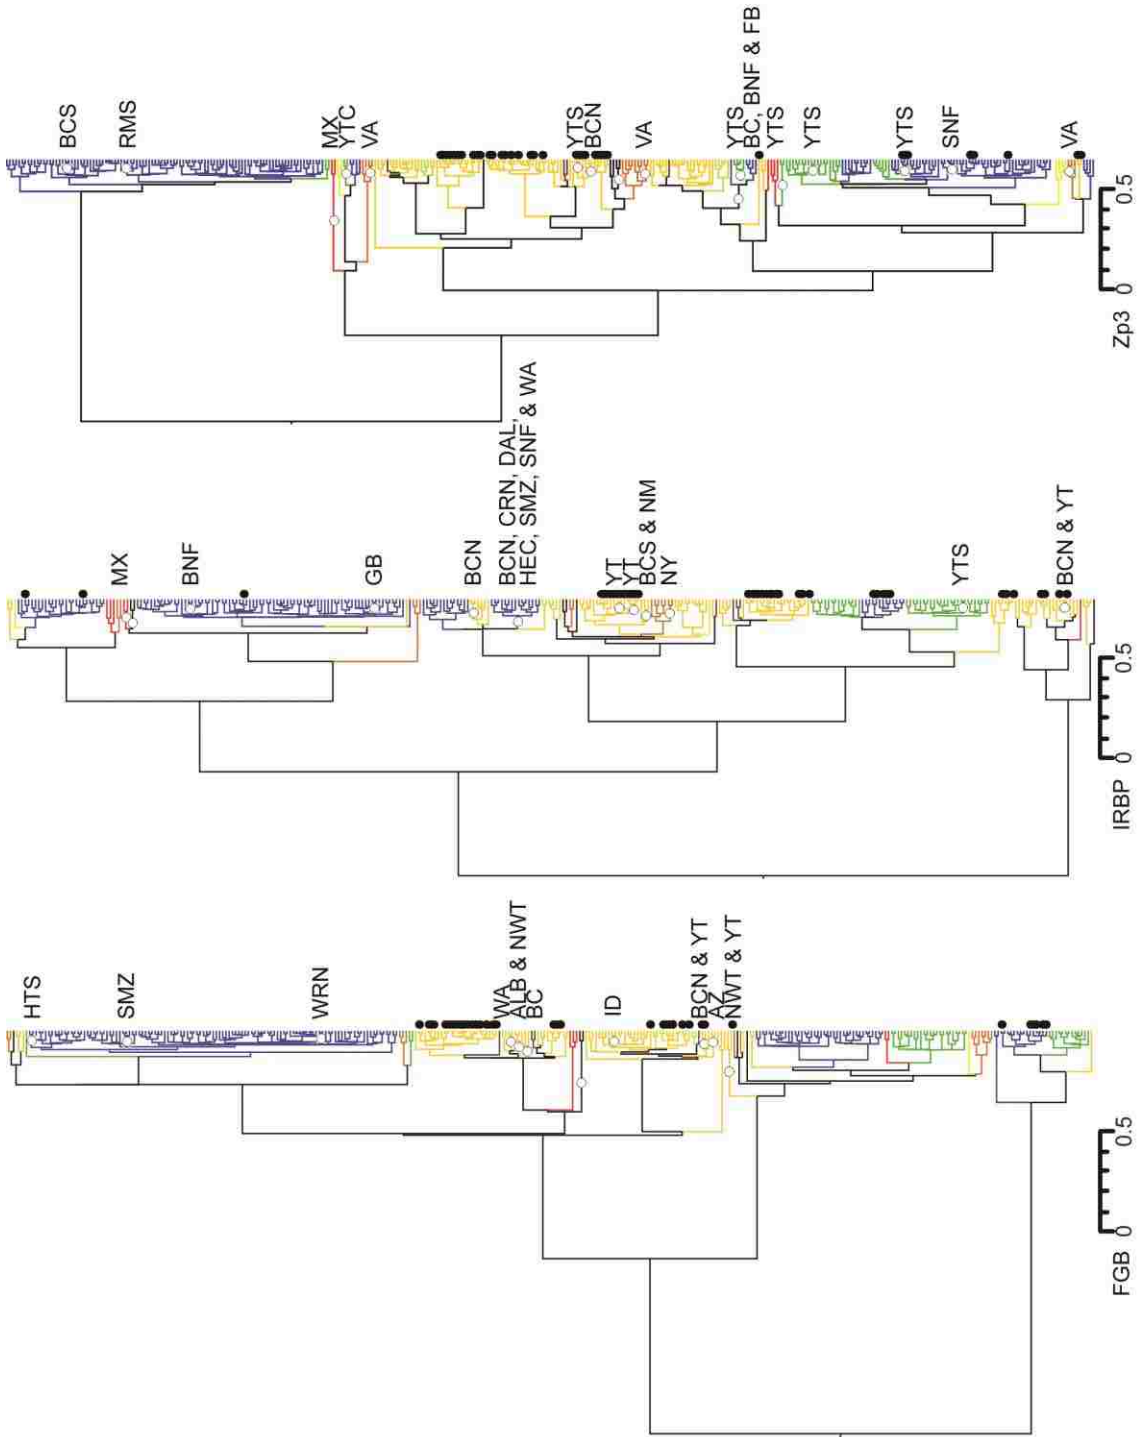 BCS
RMS
MX
YTC
VA
YTS
BCN
VA
YTS
BC, BNF & FB
YTS
YTS
YTS
SNF
VA
0.5
0
Zp3
MX
BNF
GB
BCN
BCN, CRN, DAL,
HEC, SMZ, SNF & WA
YT
YT
BCS & NM
NY
YTS
BCN & YT
0.5
0
IRBP
HTS
SMZ
WRN
WA
ALB & NWT
BC
ID
BCN & YT
AZ
NWT & YT
0.5
0
FGB